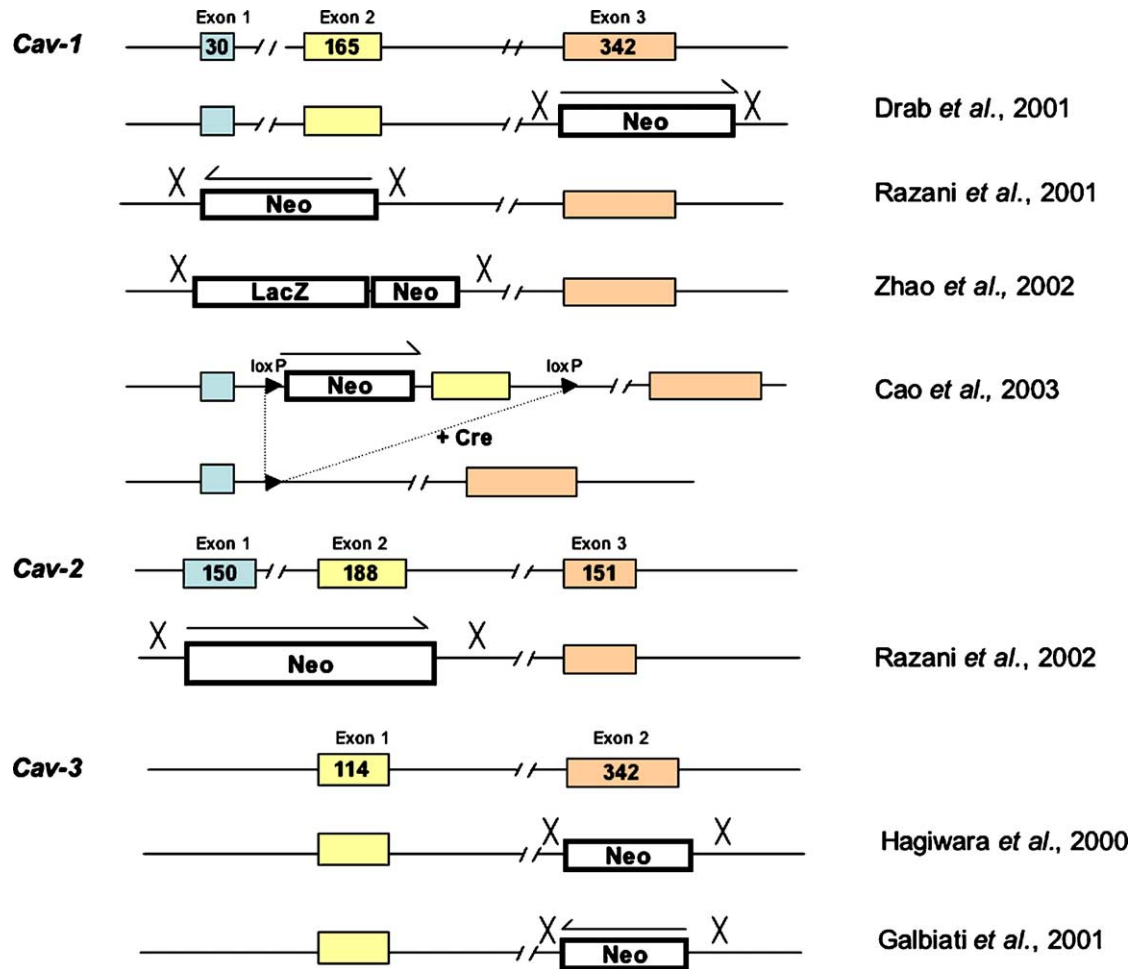 Exon 1 Exon 2 Exon 3
Cav-1 30 165 342
Neo Drab et al., 2001
Neo Razani et al., 2001
LacZ Neo Zhao et al., 2002
loxP loxP
Neo Cao et al., 2003
+ Cre
Exon 1 Exon 2 Exon 3
Cav-2 150 188 151
Neo Razani et al., 2002
Exon 1 Exon 2
Cav-3 114 342
Neo Hagiwara et al., 2000
Neo Galbiati et al., 2001